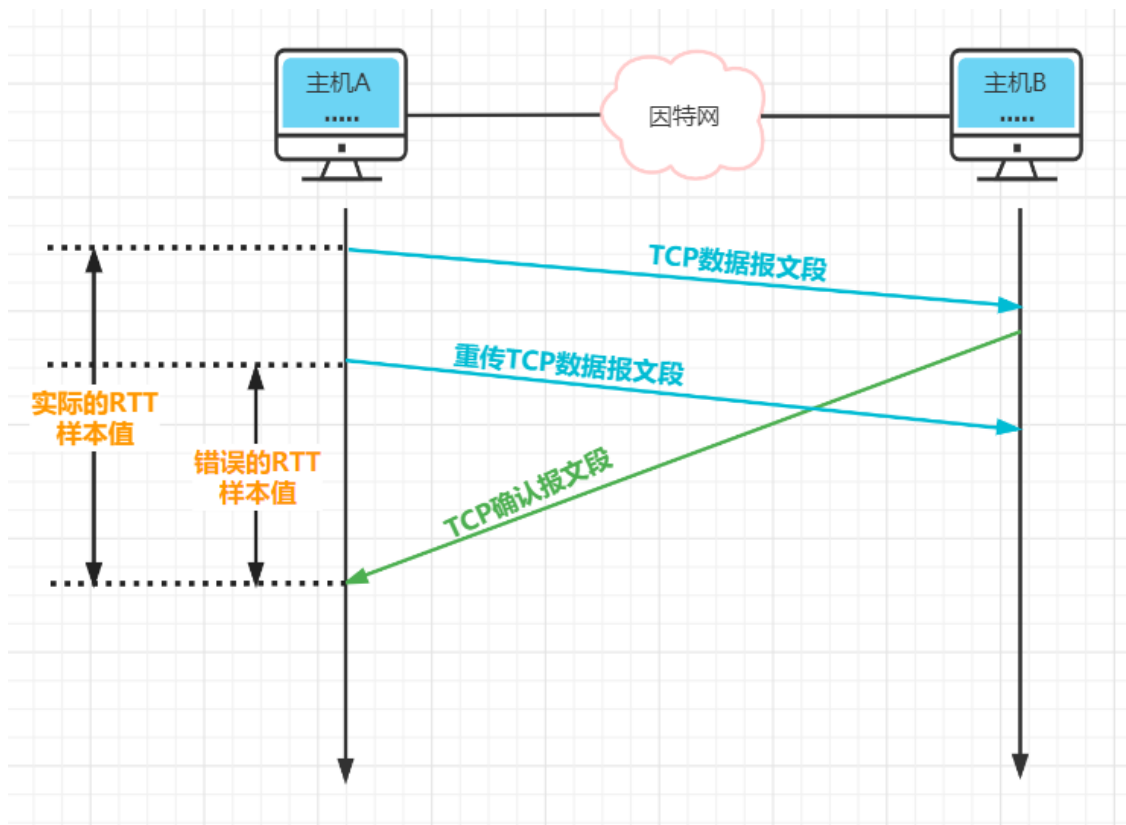 主机A
因特网
主机B
TCP数据报文段
重传TCP数据报文段
实际的RTT
样本值
错误的RTT
样本值
TCP确认报文段